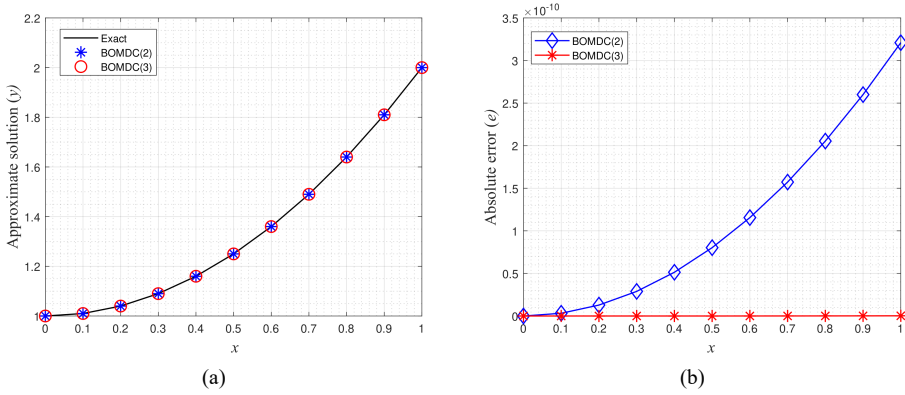 2.2
2
1.8
1.6
1.4
1.2
1
0 0.1 0.2 0.3 0.4 0.5 0.6 0.7 0.8 0.9 1
x
Approximate solution (y)
Exact
BOMDC(2)
BOMDC(3)
(a)
×10⁻¹⁰
3.5
3
2.5
2
1.5
1
0.5
0
0 0.1 0.2 0.3 0.4 0.5 0.6 0.7 0.8 0.9 1
x
Absolute error (e)
BOMDC(2)
BOMDC(3)
(b)